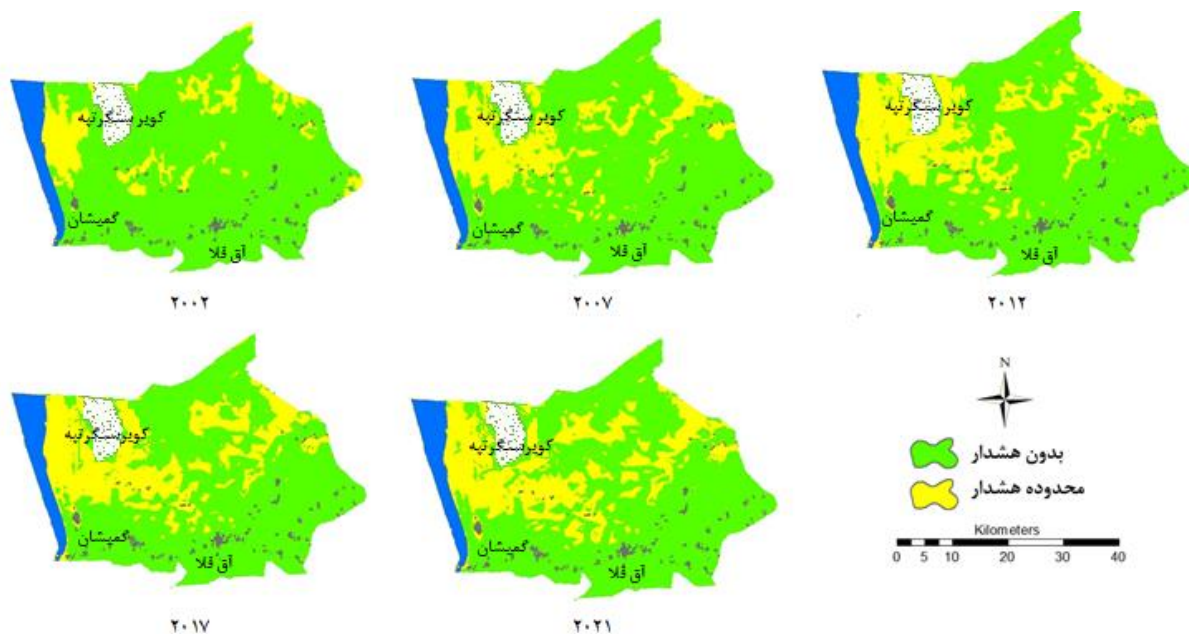 کویر سنگرتپه
گمیشان
آق قلا
۲۰۰۲
کویر سنگرتپه
گمیشان
آق قلا
۲۰۰۷
کویر سنگرتپه
گمیشان
آق قلا
۲۰۱۲
کویر سنگرتپه
گمیشان
آق قلا
۲۰۱۷
کویر سنگرتپه
گمیشان
آق قلا
۲۰۲۱
N
بدون هشدار
محدوده هشدار
Kilometers
0 5 10 20 30 40